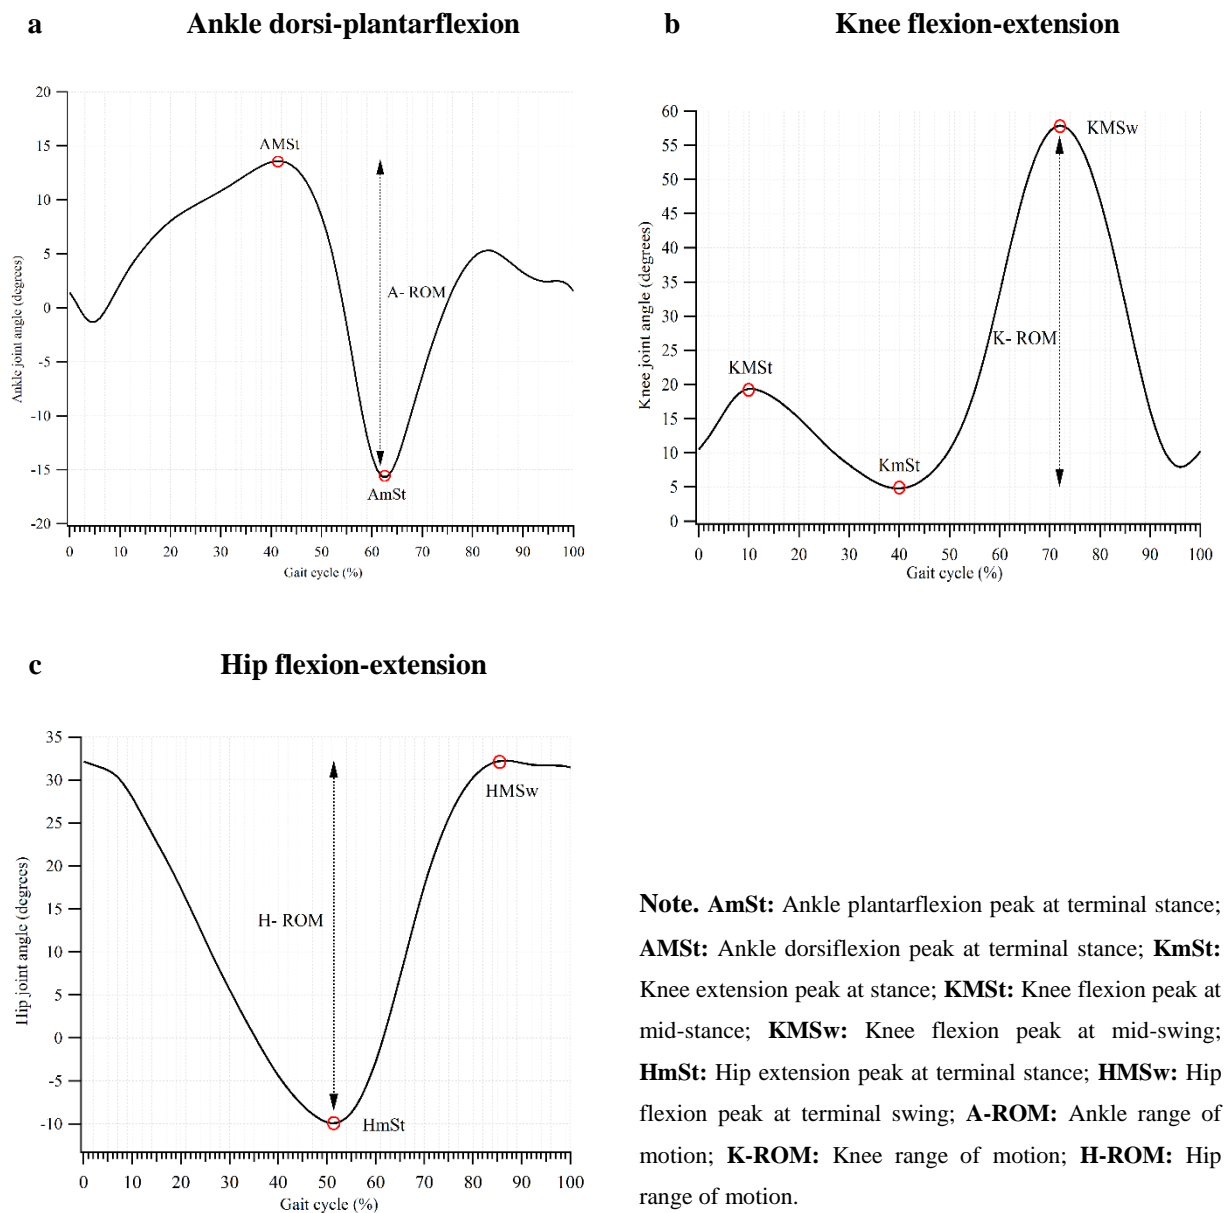 a Ankle dorsi-plantarflexion
20
15
10
5
0
-5
-10
-15
-20
Ankle joint angle (degrees)
AMSt
A- ROM
AmSt
0 10 20 30 40 50 60 70 80 90 100
Gait cycle (%)
b Knee flexion-extension
60
55
50
45
40
35
30
25
20
15
10
5
0
Knee joint angle (degrees)
KMSw
K- ROM
KMSt
KmSt
0 10 20 30 40 50 60 70 80 90 100
Gait cycle (%)
c Hip flexion-extension
35
30
25
20
15
10
5
0
-5
-10
Hip joint angle (degrees)
HMSw
H- ROM
HmSt
0 10 20 30 40 50 60 70 80 90 100
Gait cycle (%)
Note. AmSt: Ankle plantarflexion peak at terminal stance;
AMSt: Ankle dorsiflexion peak at terminal stance; KmSt:
Knee extension peak at stance; KMSt: Knee flexion peak at
mid-stance; KMSw: Knee flexion peak at mid-swing;
HmSt: Hip extension peak at terminal stance; HMSw: Hip
flexion peak at terminal swing; A-ROM: Ankle range of
motion; K-ROM: Knee range of motion; H-ROM: Hip
range of motion.